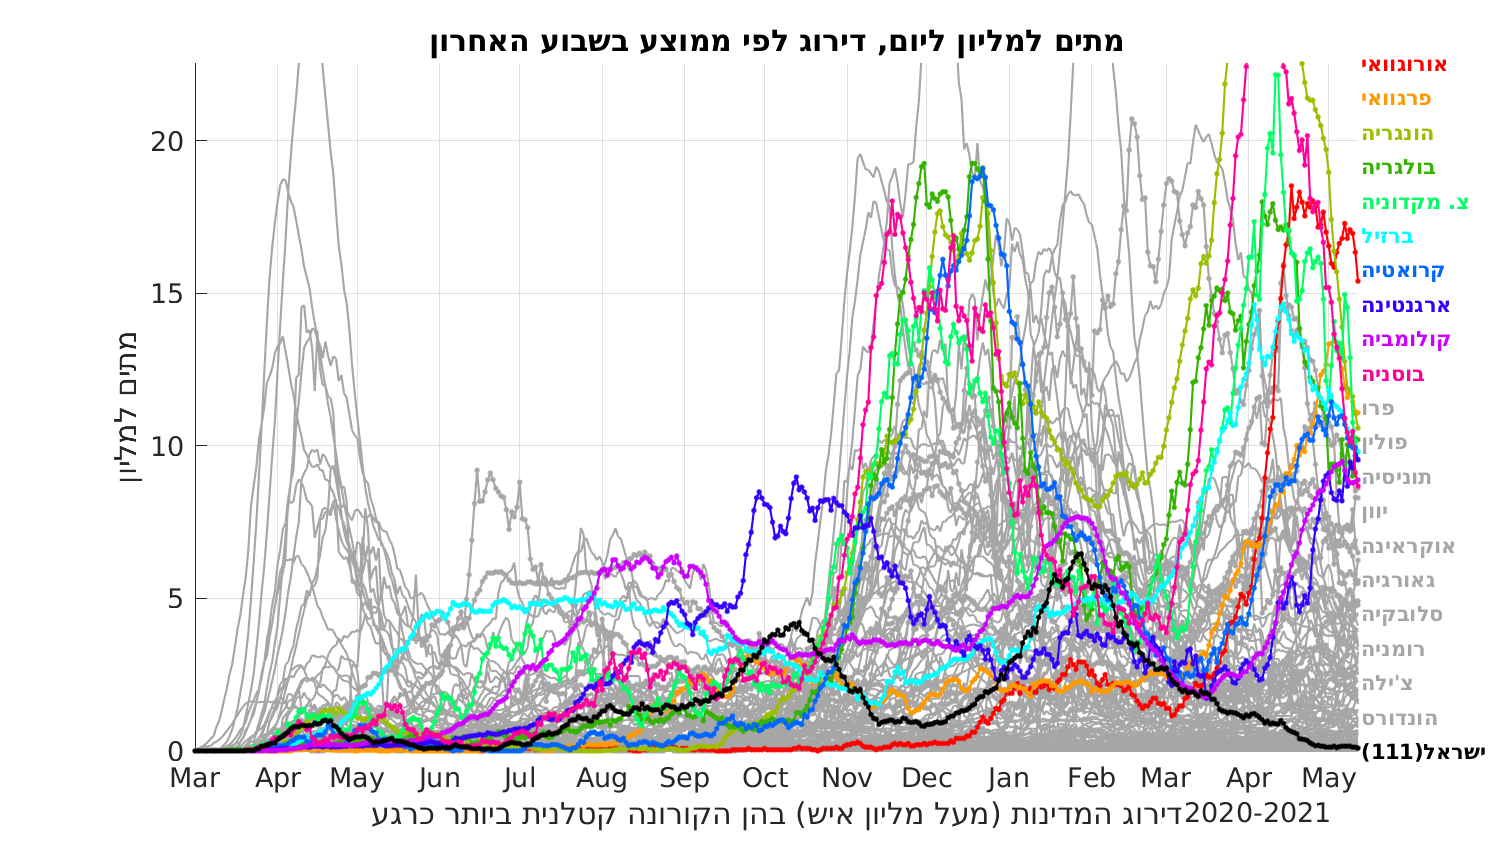 מתים למליון ליום, דירוג לפי ממוצע בשבוע האחרון
מתים למליון
20
15
10
5
0
Mar Apr May Jun Jul Aug Sep Oct Nov Dec Jan Feb Mar Apr May
דירוג המדינות (מעל מליון איש) בהן הקורונה קטלנית ביותר כרגע 2020-2021
אורוגוואי
פרגוואי
הונגריה
בולגריה
צ. מקדוניה
ברזיל
קרואטיה
ארגנטינה
קולומביה
בוסניה
פרו
פולין
תוניסיה
יוון
אוקראינה
גאורגיה
סלובקיה
רומניה
צ'ילה
הונדורס
ישראל(111)